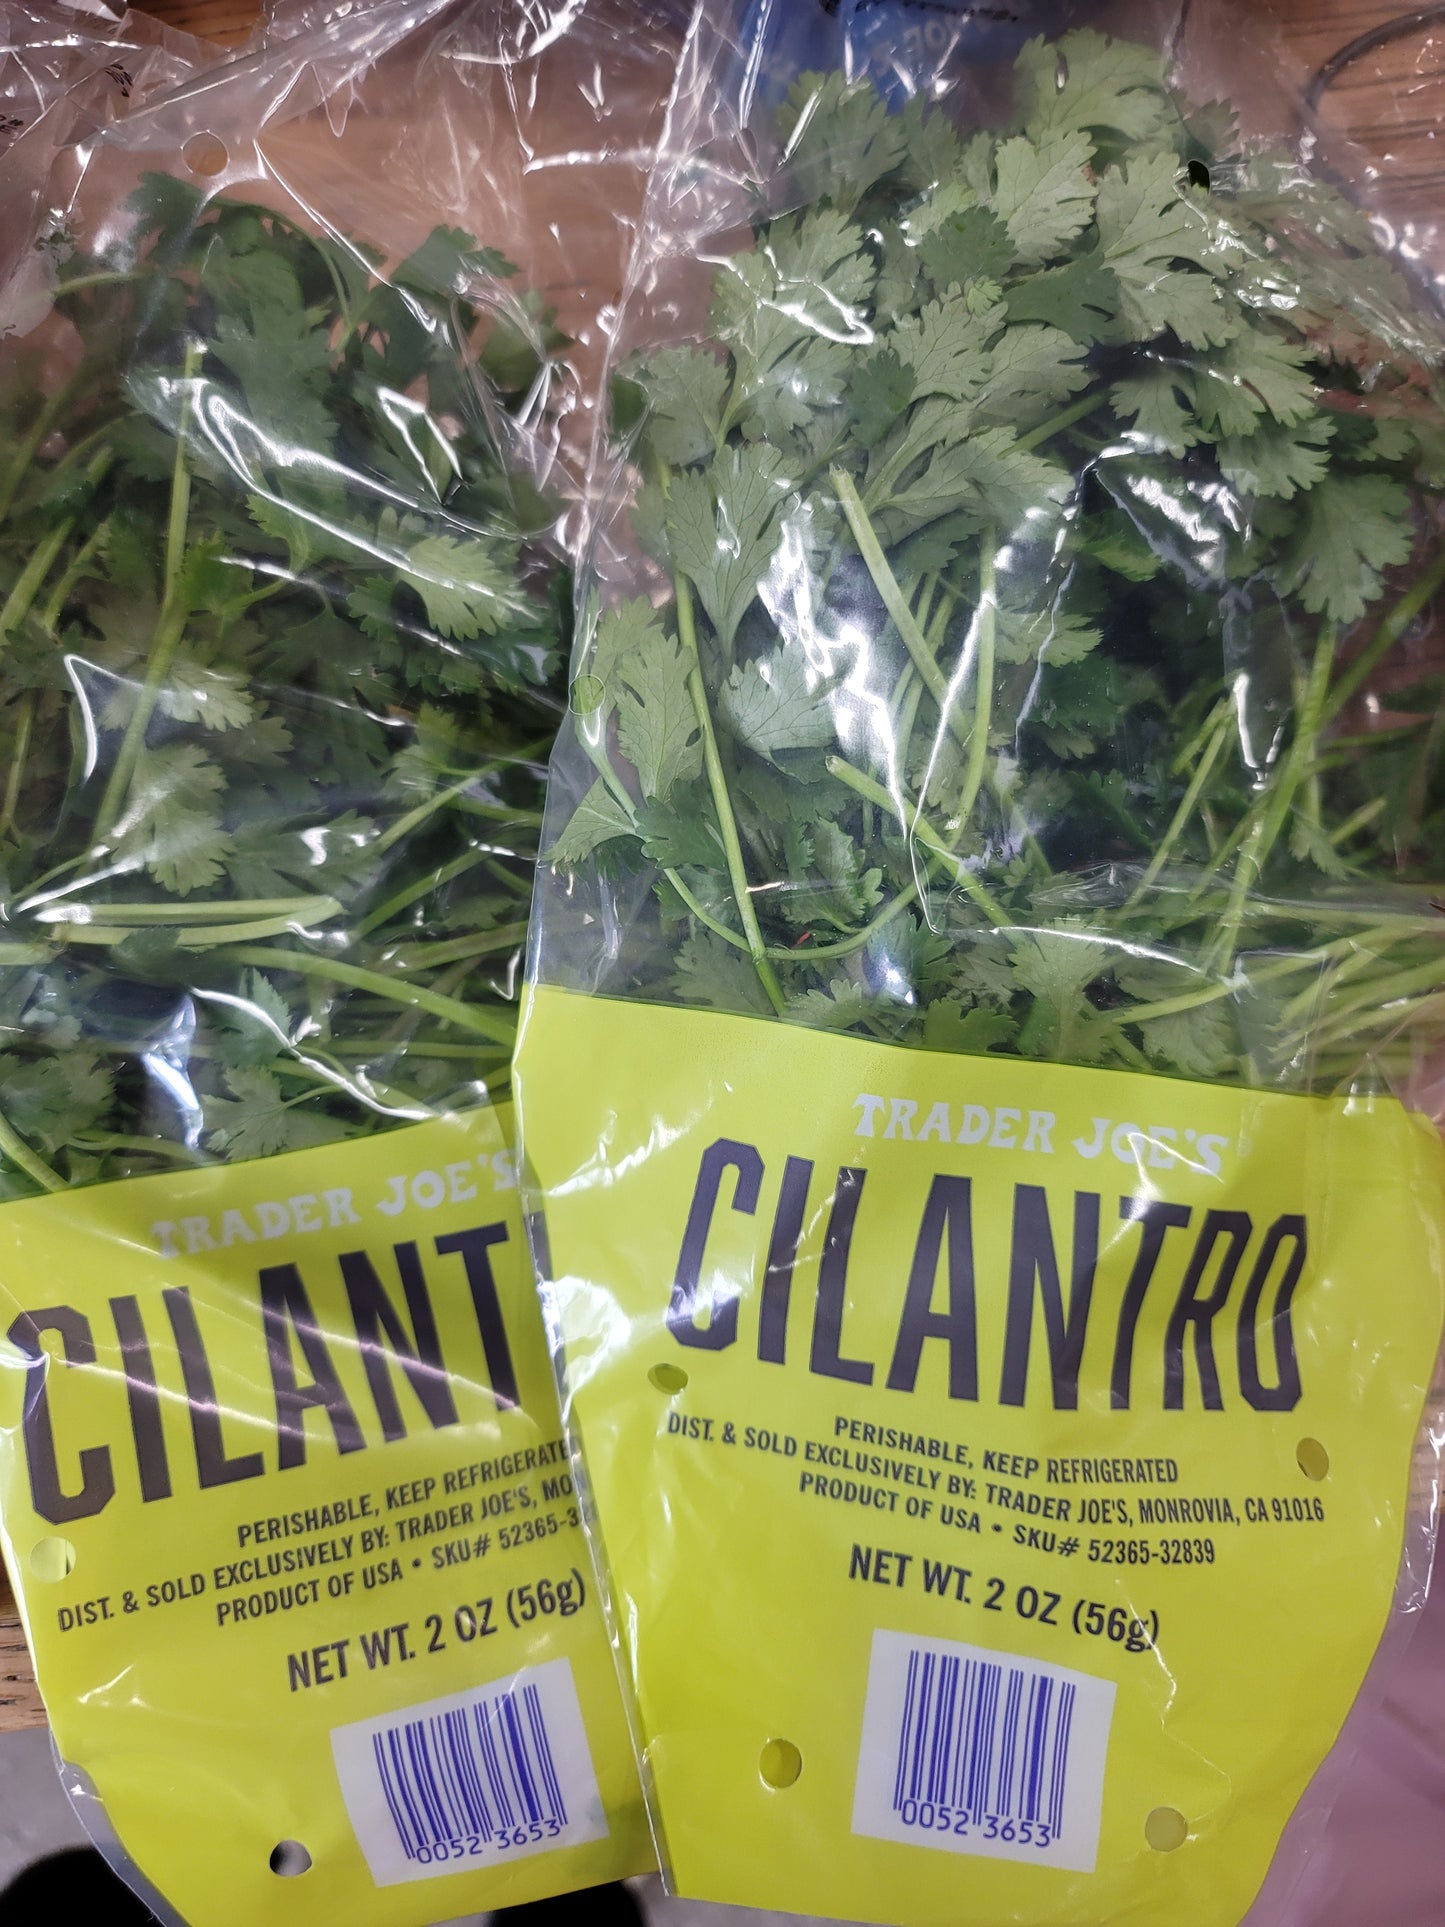 TRADER JOE'S
CILANT
PERISHABLE, KEEP REFRIGERATE
DIST. & SOLD EXCLUSIVELY BY: TRADER JOE'S, MO
PRODUCT OF USA • SKU# 52365-32
NET WT. 2 OZ (56g)
0052 3653
TRADER JOE'S
CILANTRO
PERISHABLE, KEEP REFRIGERATED
DIST. & SOLD EXCLUSIVELY BY: TRADER JOE'S, MONROVIA, CA 91016
PRODUCT OF USA • SKU# 52365-32839
NET WT. 2 OZ (56g)
0052 3653